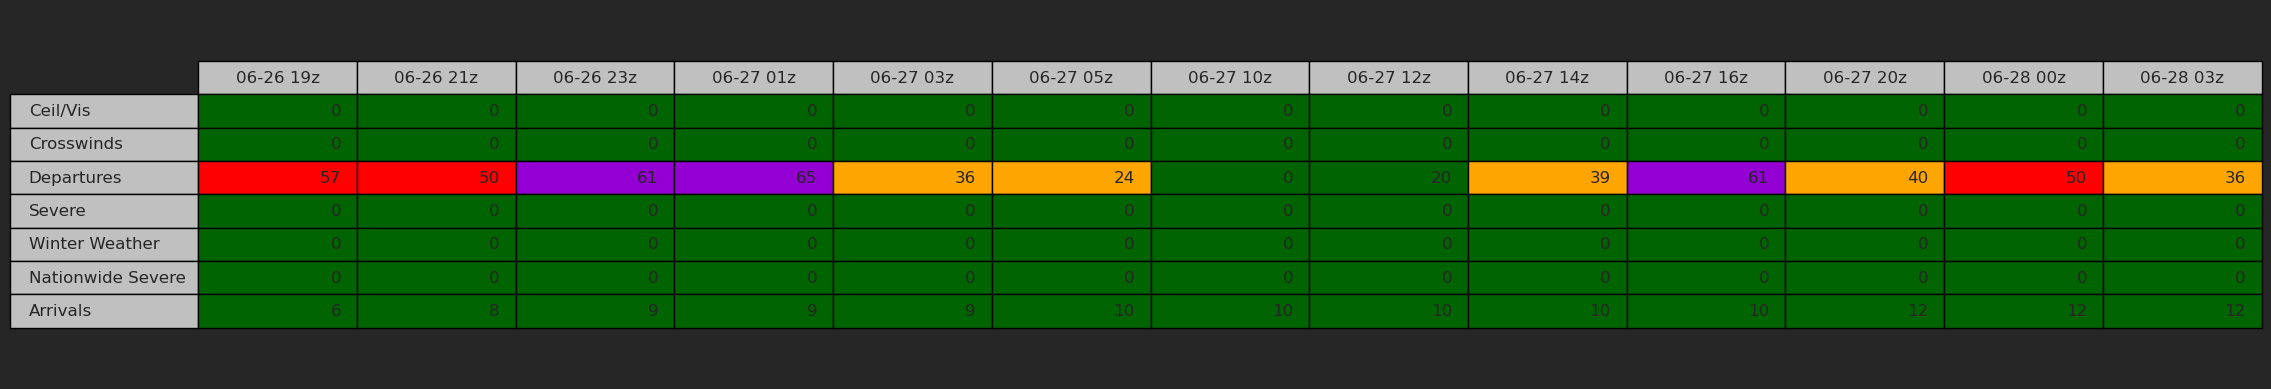 06-26 19z 06-26 21z 06-26 23z 06-27 01z 06-27 03z 06-27 05z 06-27 10z 06-27 12z 06-27 14z 06-27 16z 06-27 20z 06-28 00z 06-28 03z
Ceil/Vis 0 0 0 0 0 0 0 0 0 0 0 0 0
Crosswinds 0 0 0 0 0 0 0 0 0 0 0 0 0
Departures 57 50 61 65 36 24 0 20 39 61 40 50 36
Severe 0 0 0 0 0 0 0 0 0 0 0 0 0
Winter Weather 0 0 0 0 0 0 0 0 0 0 0 0 0
Nationwide Severe 0 0 0 0 0 0 0 0 0 0 0 0 0
Arrivals 6 8 9 9 9 10 10 10 10 10 12 12 12